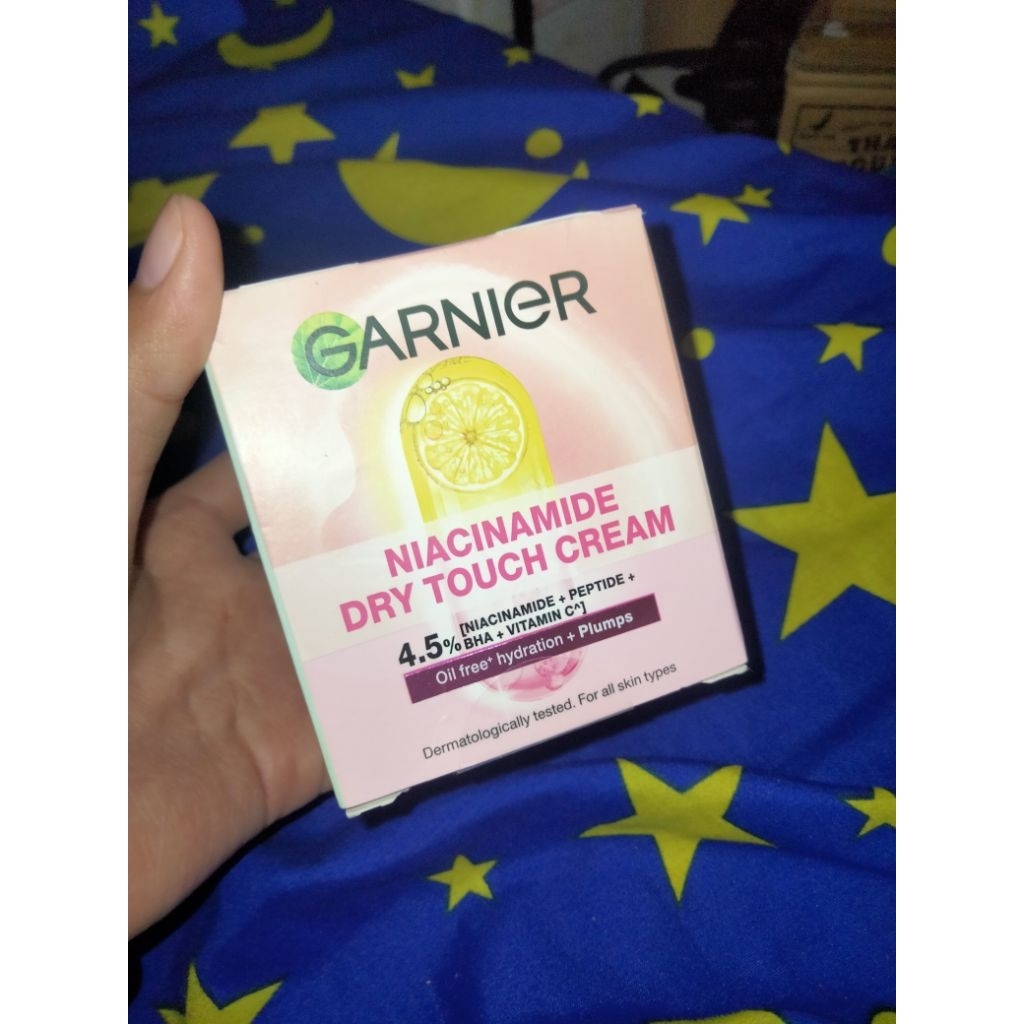 THA
GARNIER
NIACINAMIDE
DRY TOUCH CREAM
4.5% [NIACINAMIDE + PEPTIDE +
BHA + VITAMIN C^]
Oil free+ hydration + Plumps
Dermatologically tested. For all skin types